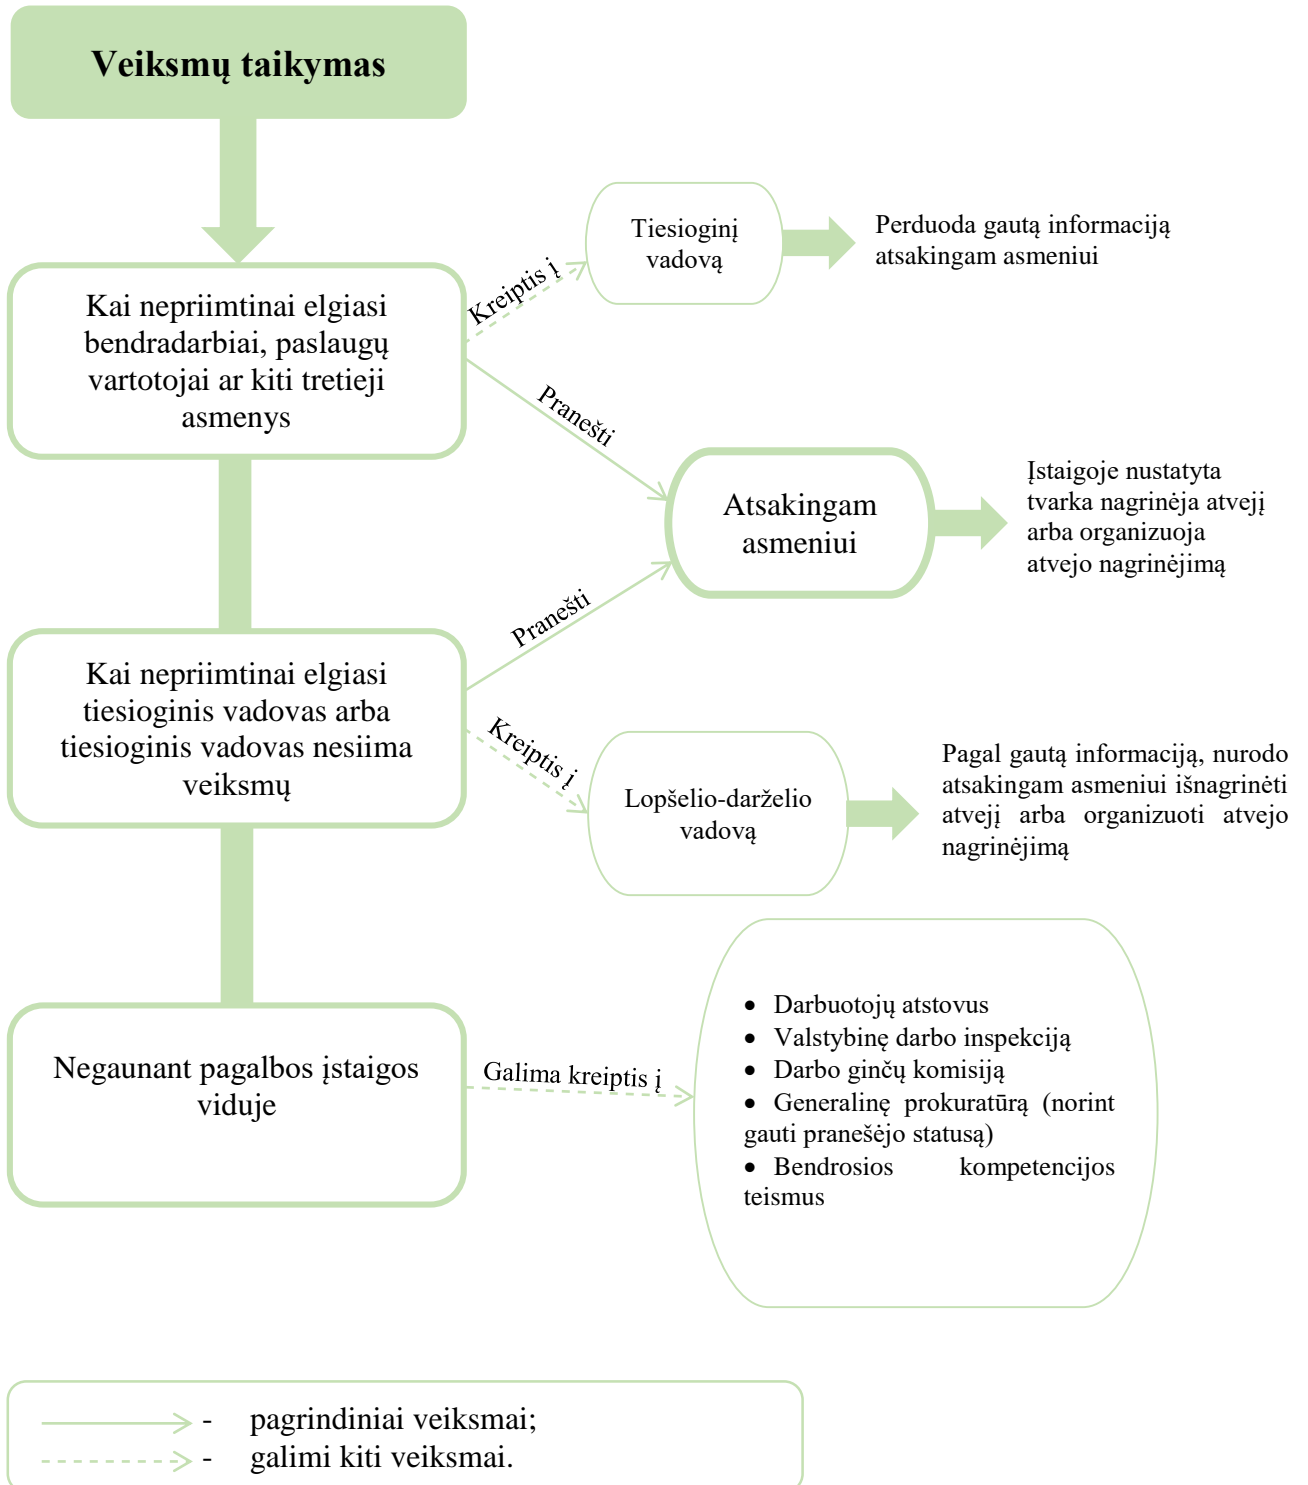 Veiksmų taikymas
Tiesioginį
vadovą
Perduoda gautą informaciją
atsakingam asmeniui
Kreiptis į
Kai nepriimtinai elgiasi
bendradarbiai, paslaugų
vartotojai ar kiti tretieji
asmenys
Pranešti
Atsakingam
asmeniui
Įstaigoje nustatyta
tvarka nagrinėja atvejį
arba organizuoja
atvejo nagrinėjimą
Pranešti
Kai nepriimtinai elgiasi
tiesioginis vadovas arba
tiesioginis vadovas nesiima
veiksmų
Kreiptis į
Lopšelio-darželio
vadovą
Pagal gautą informaciją, nurodo
atsakingam asmeniui išnagrinėti
atvejį arba organizuoti atvejo
nagrinėjimą
Negaunant pagalbos įstaigos
viduje
Galima kreiptis į
• Darbuotojų atstovus
• Valstybinę darbo inspekciją
• Darbo ginčų komisiją
• Generalinę prokuratūrą (norint
gauti pranešėjo statusą)
• Bendrosios kompetencijos
teismus
- pagrindiniai veiksmai;
- galimi kiti veiksmai.